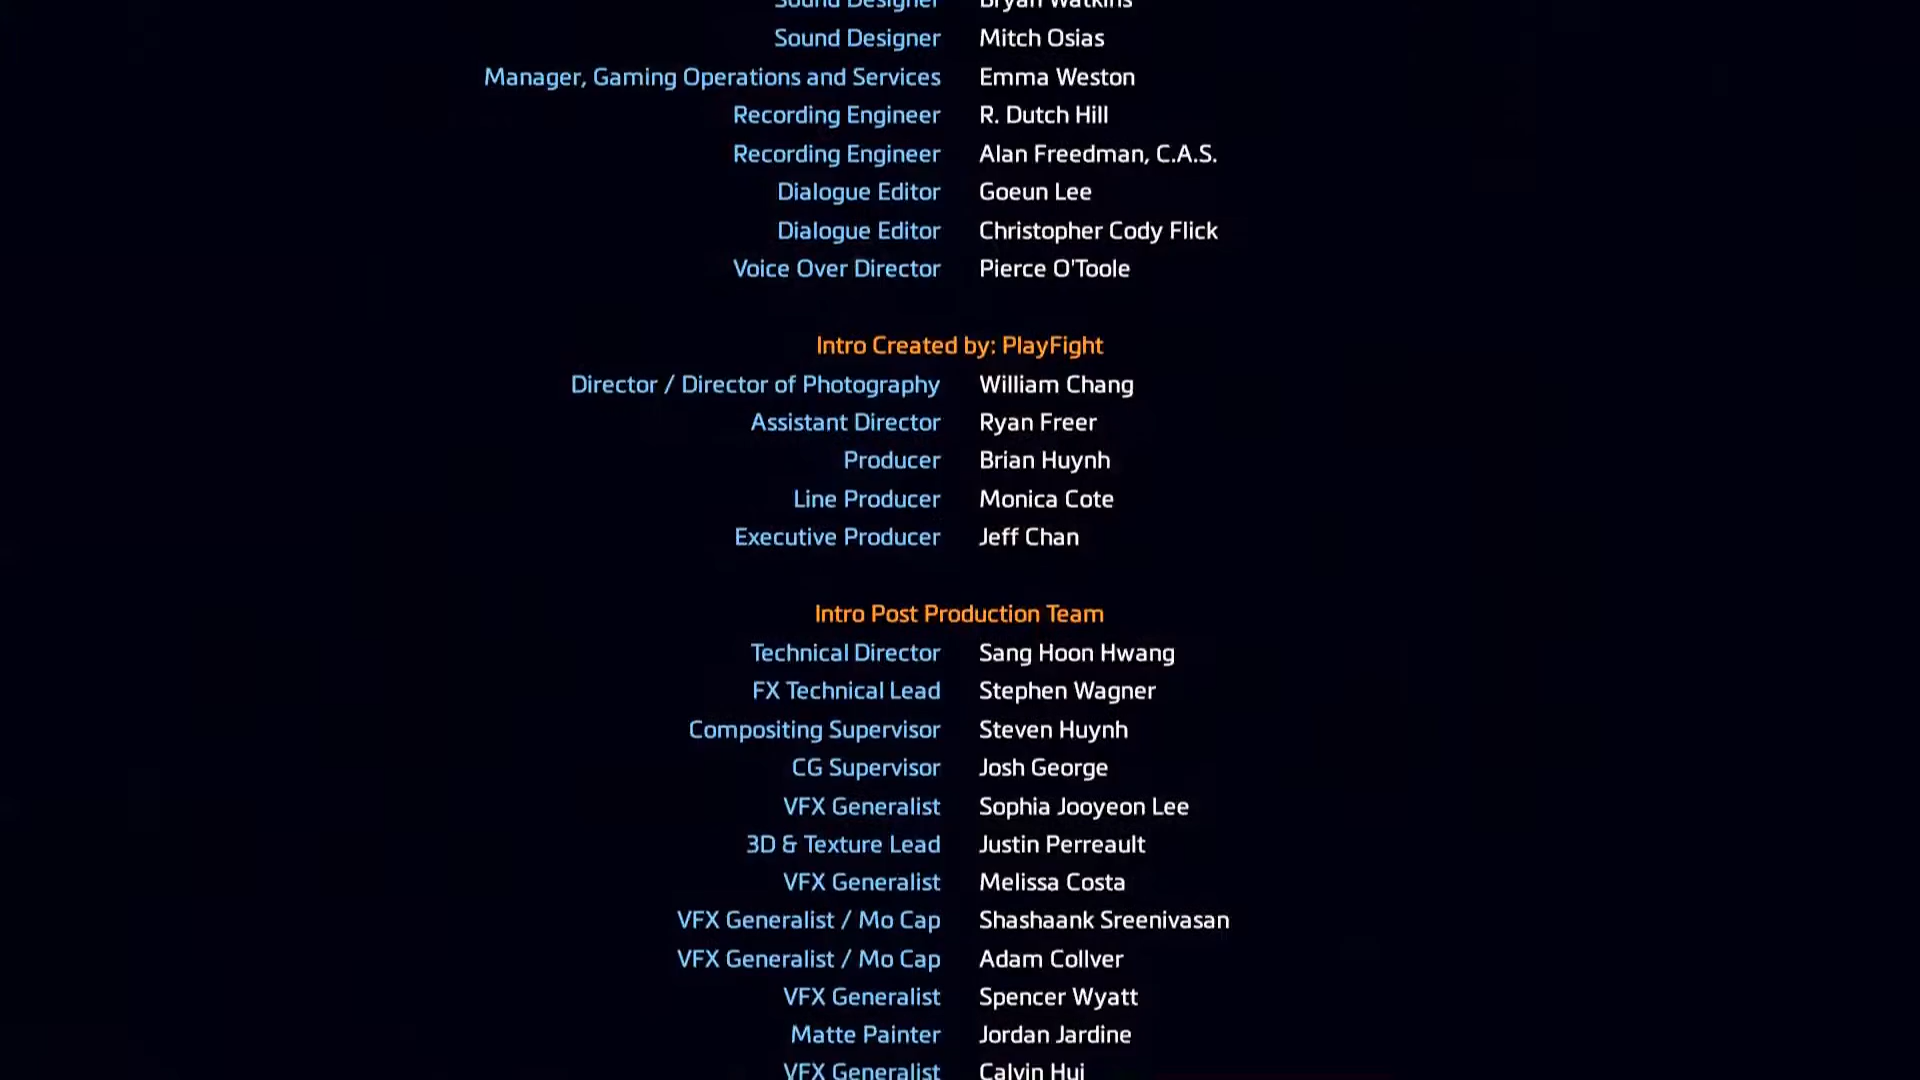 Sound Designer Bryan Watkins
Sound Designer Mitch Osias
Manager, Gaming Operations and Services Emma Weston
Recording Engineer R. Dutch Hill
Recording Engineer Alan Freedman, C.A.S.
Dialogue Editor Goeun Lee
Dialogue Editor Christopher Cody Flick
Voice Over Director Pierce O'Toole
Intro Created by: PlayFight
Director / Director of Photography William Chang
Assistant Director Ryan Freer
Producer Brian Huynh
Line Producer Monica Cote
Executive Producer Jeff Chan
Intro Post Production Team
Technical Director Sang Hoon Hwang
FX Technical Lead Stephen Wagner
Compositing Supervisor Steven Huynh
CG Supervisor Josh George
VFX Generalist Sophia Jooyeon Lee
3D & Texture Lead Justin Perreault
VFX Generalist Melissa Costa
VFX Generalist / Mo Cap Shashaank Sreenivasan
VFX Generalist / Mo Cap Adam Collver
VFX Generalist Spencer Wyatt
Matte Painter Jordan Jardine
VFX Generalist Calvin Hui